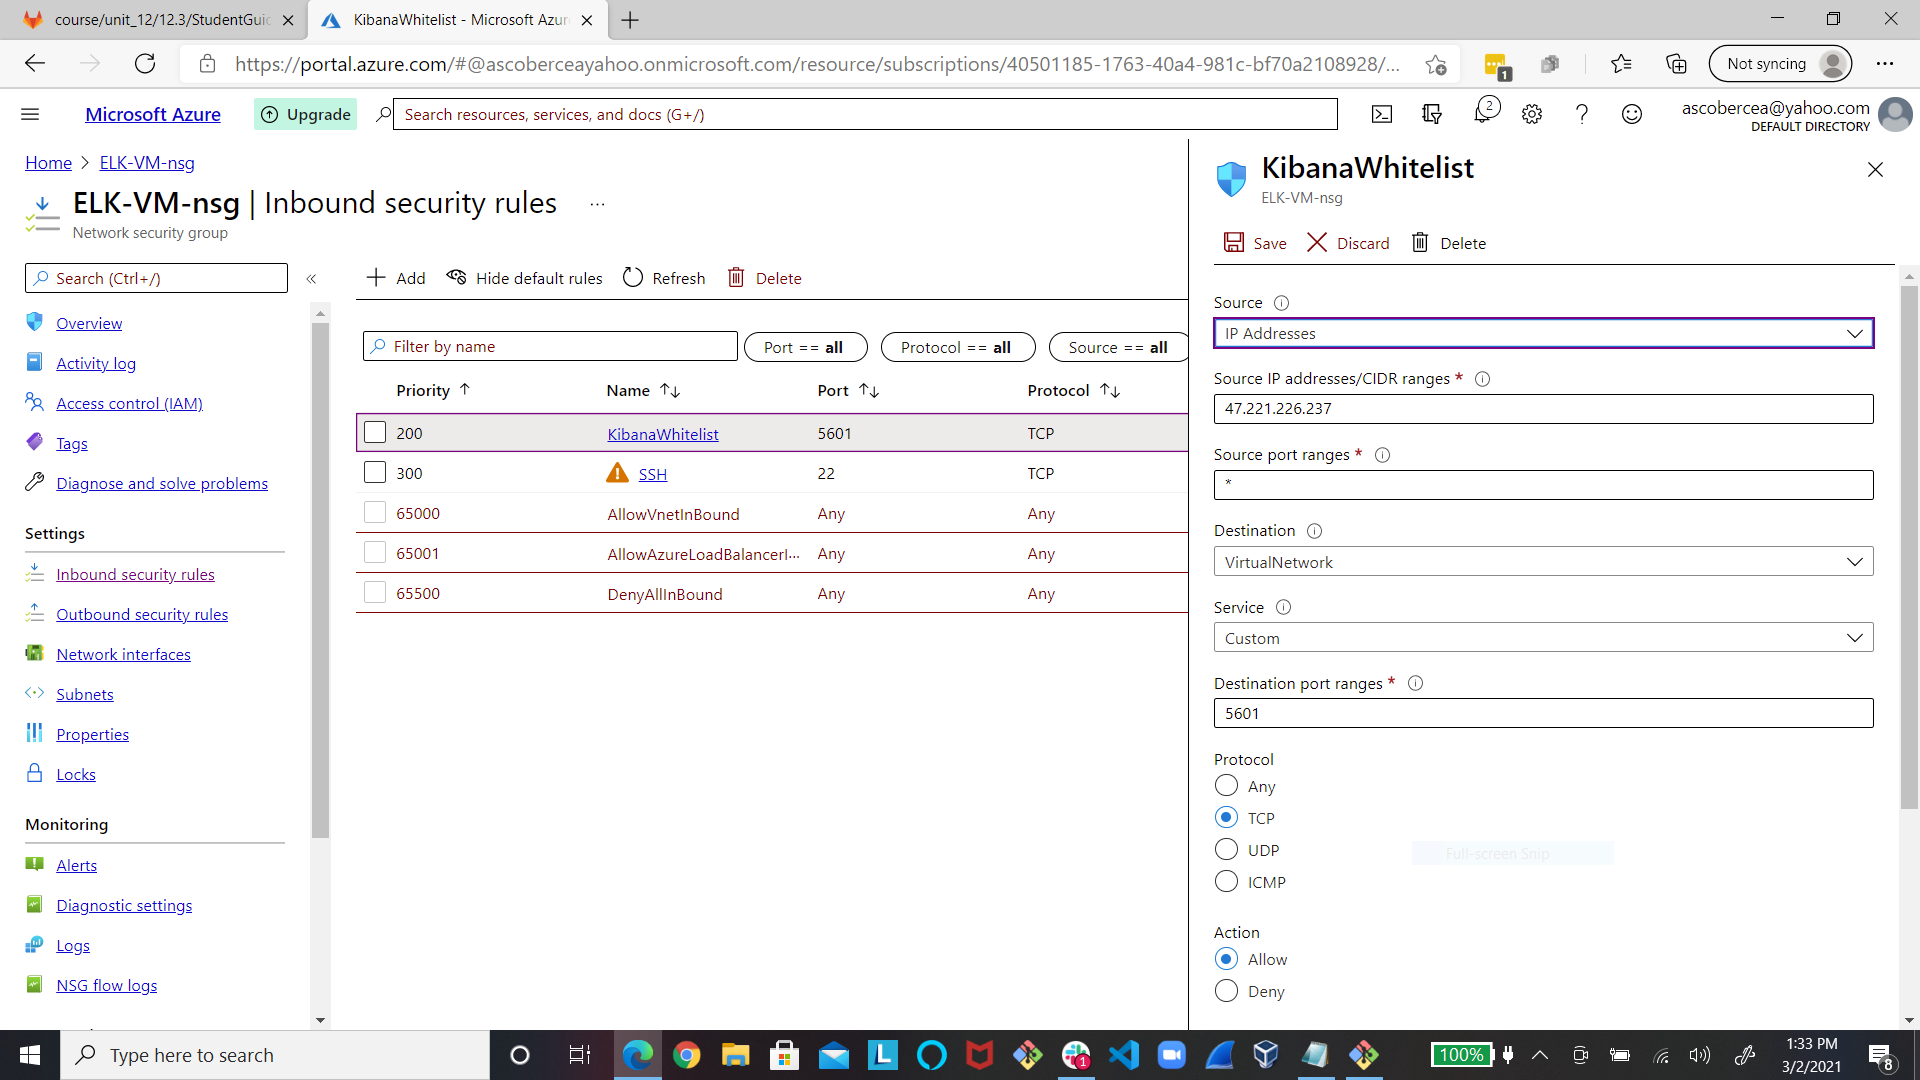 course/unit_12/12.3/StudentGuid
KibanaWhitelist - Microsoft Azur
https://portal.azure.com/#@ascoberceayahoo.onmicrosoft.com/resource/subscriptions/40501185-1763-40a4-981c-bf70a2108928/...
1
Not syncing
Microsoft Azure
Upgrade
Search resources, services, and docs (G+/)
2
ascobercea@yahoo.com
DEFAULT DIRECTORY
Home > ELK-VM-nsg
ELK-VM-nsg | Inbound security rules ...
Network security group
Search (Ctrl+/)
«
Overview
Activity log
Access control (IAM)
Tags
Diagnose and solve problems
Settings
Inbound security rules
Outbound security rules
Network interfaces
Subnets
Properties
Locks
Monitoring
Alerts
Diagnostic settings
Logs
NSG flow logs
Add
Hide default rules
Refresh
Delete
Filter by name
Port == all
Protocol == all
Source == all
Priority ↑ Name ↑↓ Port ↑↓ Protocol ↑↓
200 KibanaWhitelist 5601 TCP
300 SSH 22 TCP
65000 AllowVnetInBound Any Any
65001 AllowAzureLoadBalancerI... Any Any
65500 DenyAllInBound Any Any
KibanaWhitelist
ELK-VM-nsg
Save
Discard
Delete
Source
IP Addresses
Source IP addresses/CIDR ranges *
47.221.226.237
Source port ranges *
*
Destination
VirtualNetwork
Service
Custom
Destination port ranges *
5601
Protocol
Any
TCP
UDP
ICMP
Full-screen Snip
Action
Allow
Deny
Type here to search
L
1
100%
1:33 PM
3/2/2021
8